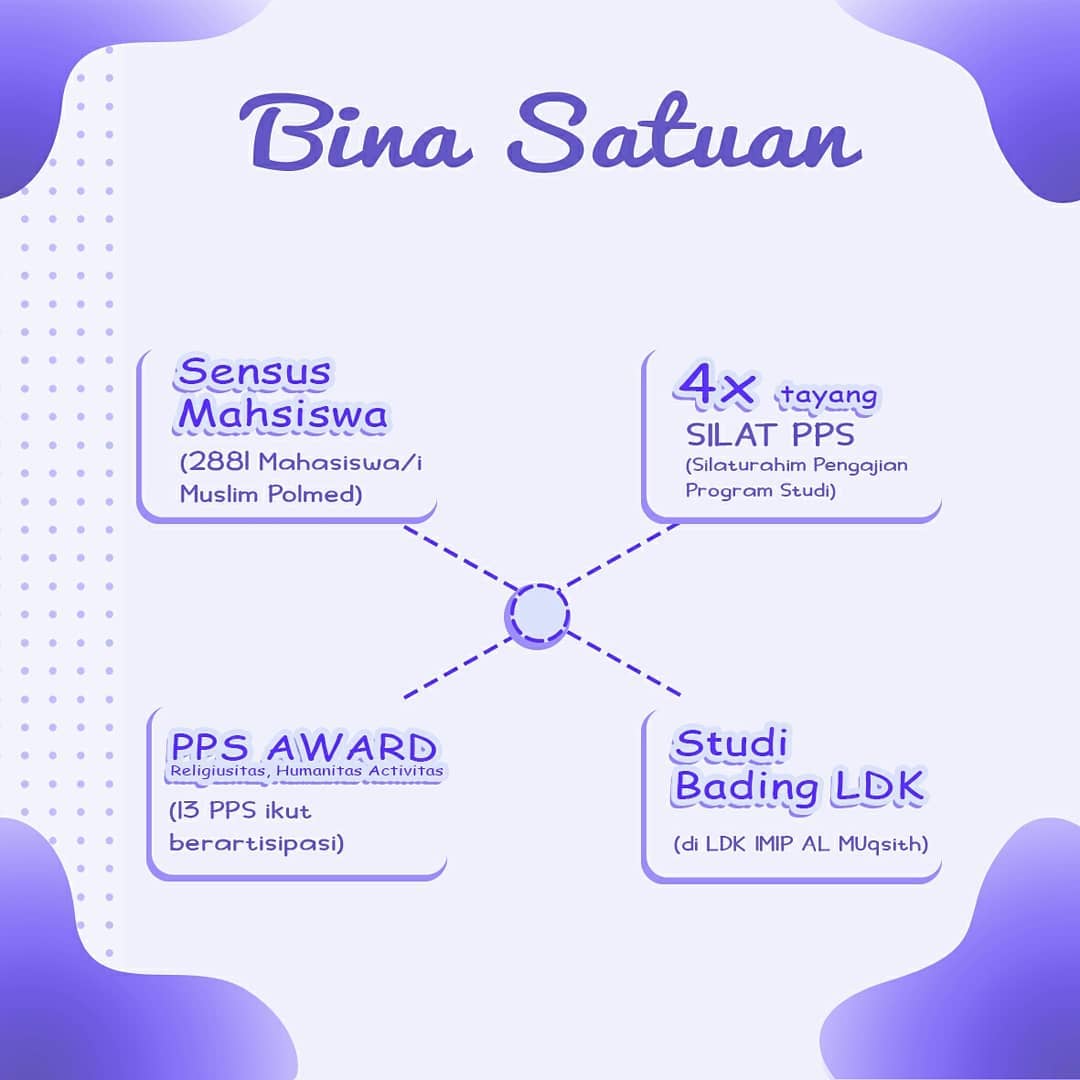 Bina Satuan
Sensus
Mahsiswa
(2881 Mahasiswa/i
Muslim Polmed)
4x tayang
SILAT PPS
(Silaturahim Pengajian
Program Studi)
PPS AWARD
Religiusitas, Humanitas Activitas
(13 PPS ikut
berartisipasi)
Studi
Bading LDK
(di LDK IMIP AL MUqsith)